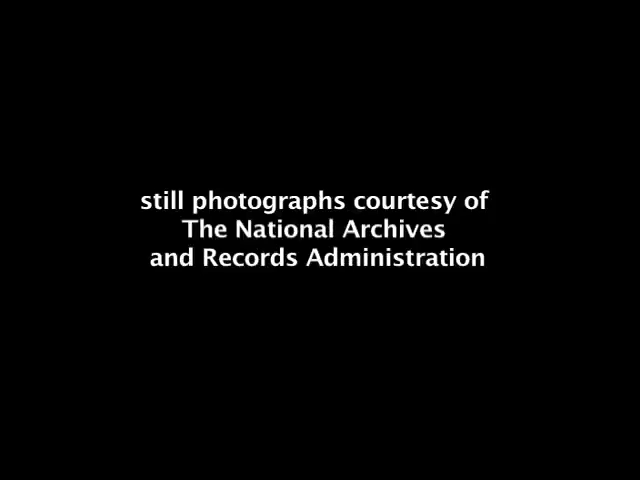 still photographs courtesy of
The National Archives
and Records Administration